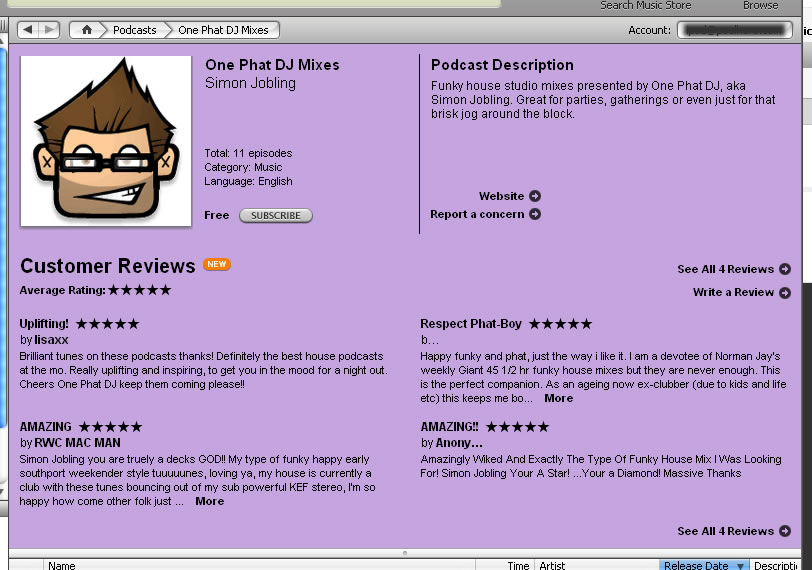 Search Music Store Browse
Podcasts One Phat DJ Mixes Account:
One Phat DJ Mixes
Simon Jobling
Total: 11 episodes
Category: Music
Language: English
Free SUBSCRIBE
Podcast Description
Funky house studio mixes presented by One Phat DJ, aka
Simon Jobling. Great for parties, gatherings or even just for that
brisk jog around the block.
Website
Report a concern
Customer Reviews NEW
Average Rating: ★★★★★
See All 4 Reviews
Write a Review
Uplifting! ★★★★★
by lisaxx
Brilliant tunes on these podcasts thanks! Definitely the best house podcasts
at the mo. Really uplifting and inspiring, to get you in the mood for a night out.
Cheers One Phat DJ keep them coming please!!
Respect Phat-Boy ★★★★★
b...
Happy funky and phat, just the way i like it. I am a devotee of Norman Jay's
weekly Giant 45 1/2 hr funky house mixes but they are never enough. This
is the perfect companion. As an ageing now ex-clubber (due to kids and life
etc) this keeps me bo... More
AMAZING ★★★★★
by RWC MAC MAN
Simon Jobling you are truely a decks GOD!! My type of funky happy early
southport weekender style tuuuuunes, loving ya, my house is currently a
club with these tunes bouncing out of my sub powerful KEF stereo, I'm so
happy how come other folk just ... More
AMAZING!! ★★★★★
by Anony...
Amazingly Wiked And Exactly The Type Of Funky House Mix I Was Looking
For! Simon Jobling Your A Star! ...Your a Diamond! Massive Thanks
See All 4 Reviews
Name Time Artist Release Date